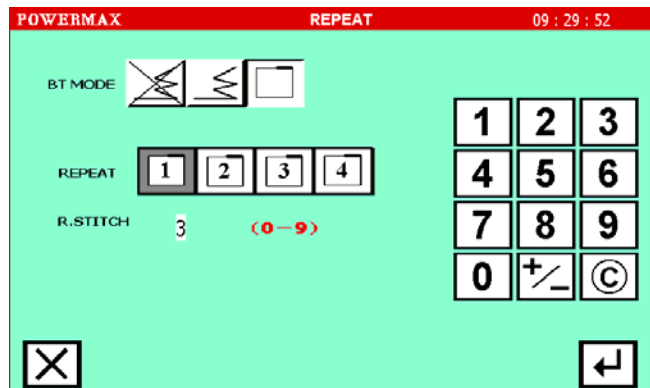 POWERMAX REPEAT 09 : 29 : 52
BT MODE
1 2 3
REPEAT 1 2 3 4
4 5 6
R.STITCH 3 (0-9)
7 8 9
0 +/- ©